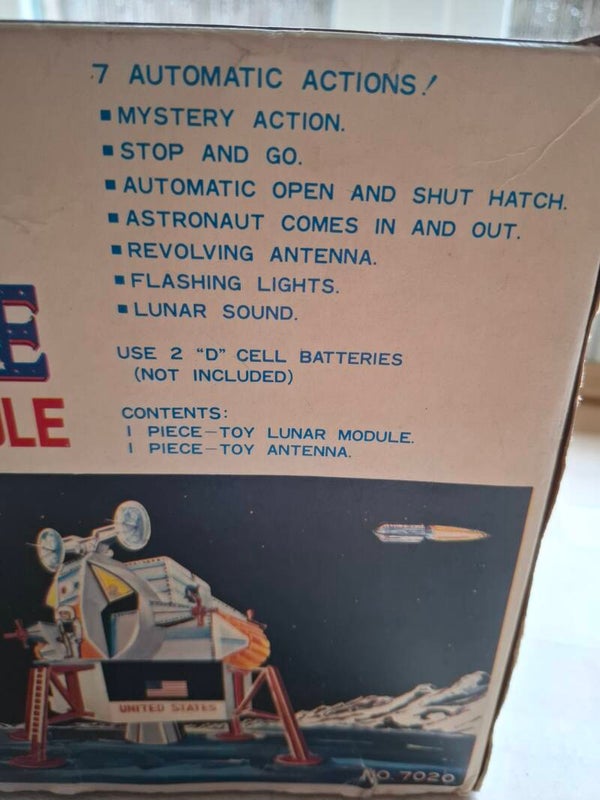 7 AUTOMATIC ACTIONS!
▪ MYSTERY ACTION.
▪ STOP AND GO.
▪ AUTOMATIC OPEN AND SHUT HATCH.
▪ ASTRONAUT COMES IN AND OUT.
▪ REVOLVING ANTENNA.
▪ FLASHING LIGHTS.
▪ LUNAR SOUND.
USE 2 "D" CELL BATTERIES
(NOT INCLUDED)
CONTENTS:
1 PIECE—TOY LUNAR MODULE.
1 PIECE—TOY ANTENNA.
E
ULE
UNITED STATES
NO. 7020